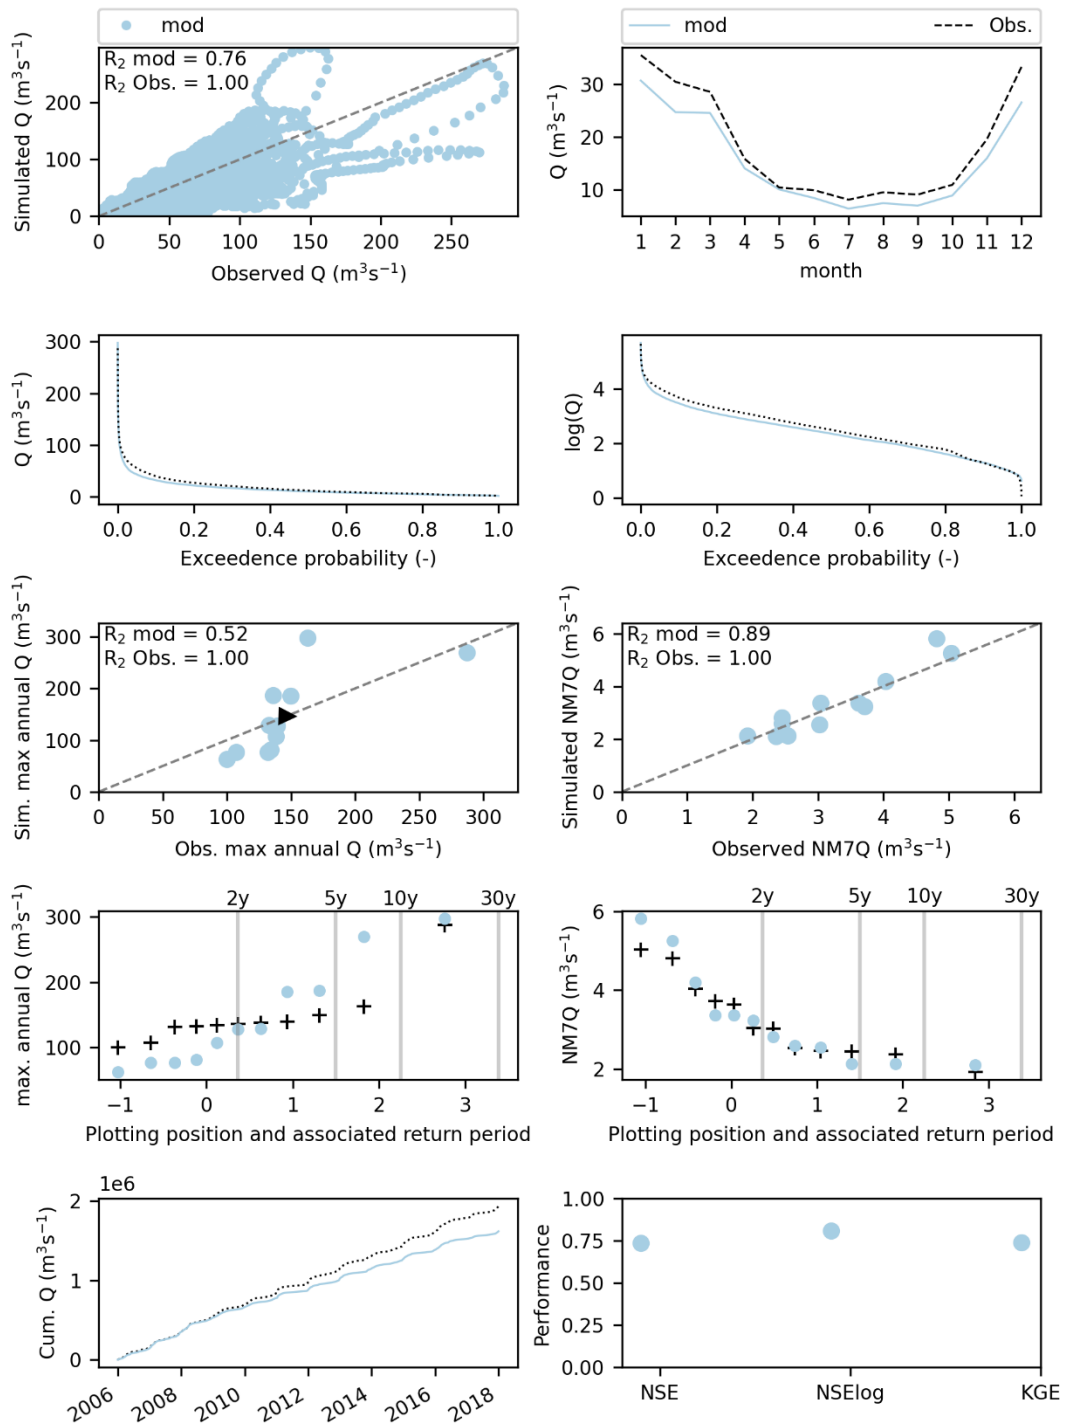 mod
mod Obs.
R₂ mod = 0.76
R₂ Obs. = 1.00
Simulated Q (m³s⁻¹)
200
100
0
0 50 100 150 200 250
Observed Q (m³s⁻¹)
Q (m³s⁻¹)
30
20
10
1 2 3 4 5 6 7 8 9 10 11 12
month
Q (m³s⁻¹)
300
200
100
0
0.0 0.2 0.4 0.6 0.8 1.0
Exceedence probability (-)
log(Q)
4
2
0
0.0 0.2 0.4 0.6 0.8 1.0
Exceedence probability (-)
Sim. max annual Q (m³s⁻¹)
R₂ mod = 0.52
R₂ Obs. = 1.00
300
200
100
0
0 50 100 150 200 250 300
Obs. max annual Q (m³s⁻¹)
Simulated NM7Q (m³s⁻¹)
R₂ mod = 0.89
R₂ Obs. = 1.00
6
4
2
0
0 1 2 3 4 5 6
Observed NM7Q (m³s⁻¹)
max. annual Q (m³s⁻¹)
2y 5y 10y 30y
300
200
100
−1 0 1 2 3
Plotting position and associated return period
NM7Q (m³s⁻¹)
2y 5y 10y 30y
6
4
2
−1 0 1 2 3
Plotting position and associated return period
1e6
Cum. Q (m³s⁻¹)
2
1
0
2006 2008 2010 2012 2014 2016 2018
Performance
1.00
0.75
0.50
0.25
0.00
NSE NSElog KGE